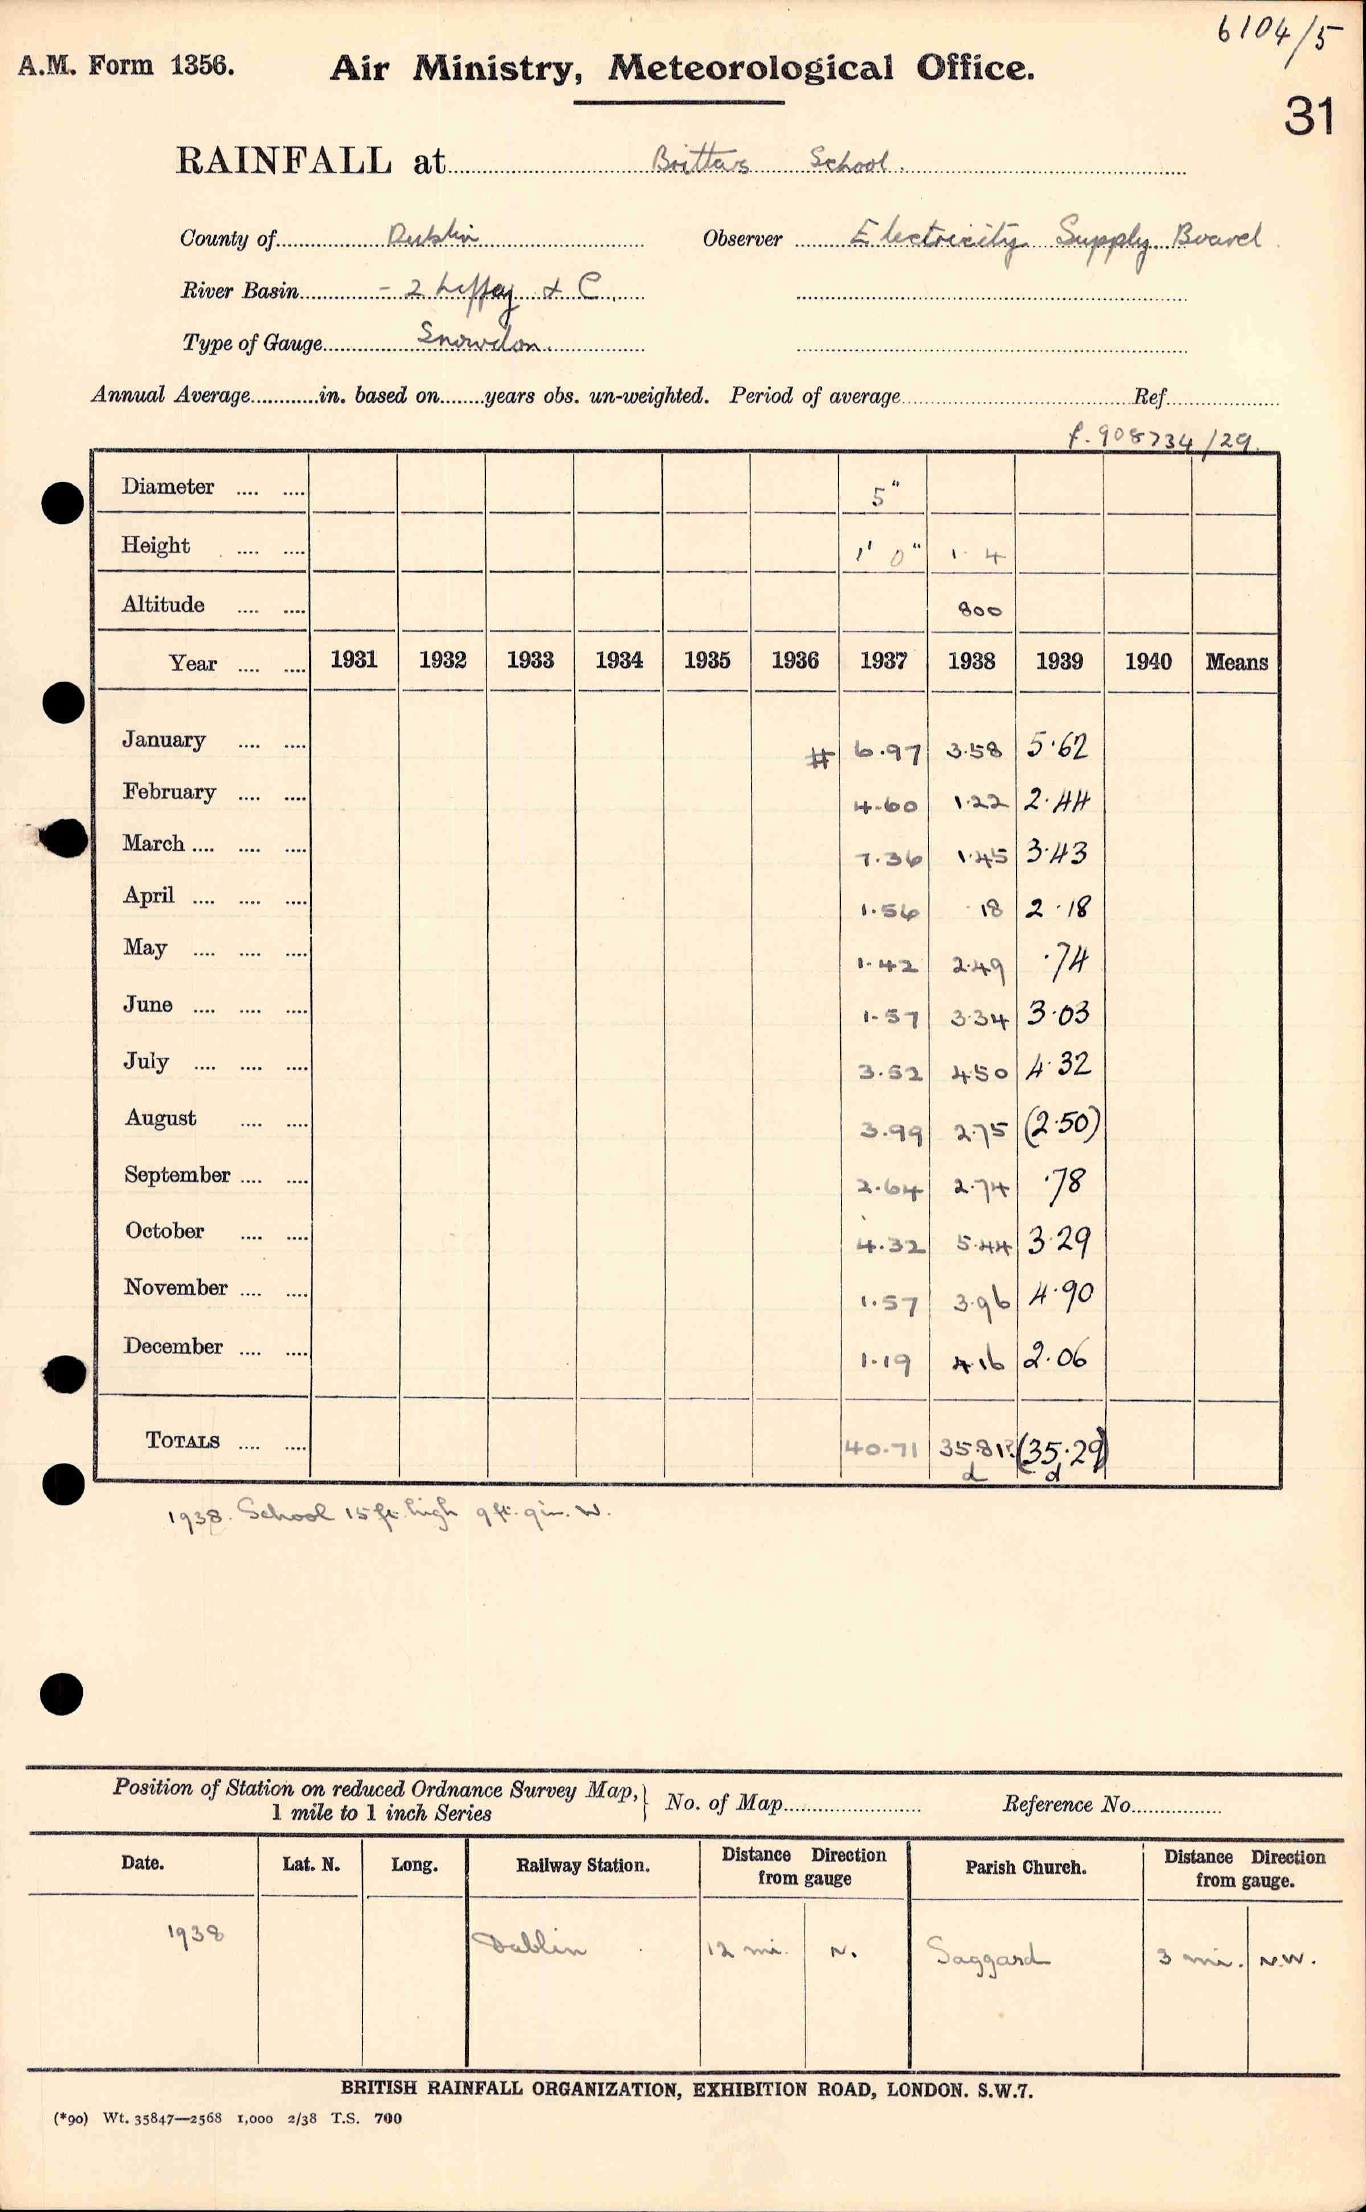 6104/5
A.M. Form 1356. Air Ministry, Meteorological Office.
31
RAINFALL at Brittas School.
County of Dublin Observer Electricity Supply Board
River Basin - 2 Liffey & C.
Type of Gauge Snowdon.
Annual Average in. based on years obs. un-weighted. Period of average Ref
f. 908734/29.
Diameter 5"
Height 1' 0" 1· 4
Altitude 800
Year 1931 1932 1933 1934 1935 1936 1937 1938 1939 1940 Means
January # 6·97 3·58 5·62
February 4·60 1·22 2·44
March 7·36 1·45 3·43
April 1·56 ·18 2·18
May 1·42 2·49 ·74
June 1·57 3·34 3·03
July 3·52 4·50 4·32
August 3·99 2·75 (2·50)
September 2·64 2·74 ·78
October 4·32 5·44 3·29
November 1·57 3·96 4·90
December 1·19 4·16 2·06
TOTALS 40·71 35·81? (35·29)
d d
1938. School 15 ft. high 9 ft. 9 in. W.
Position of Station on reduced Ordnance Survey Map, } No. of Map Reference No
1 mile to 1 inch Series
Date. Lat. N. Long. Railway Station. Distance Direction from gauge Parish Church. Distance Direction from gauge.
1938 Dublin 12 mi. N. Saggard 3 mi. N.W.
BRITISH RAINFALL ORGANIZATION, EXHIBITION ROAD, LONDON. S.W.7.
(*90) Wt. 35847—2568 1,000 2/38 T.S. 700